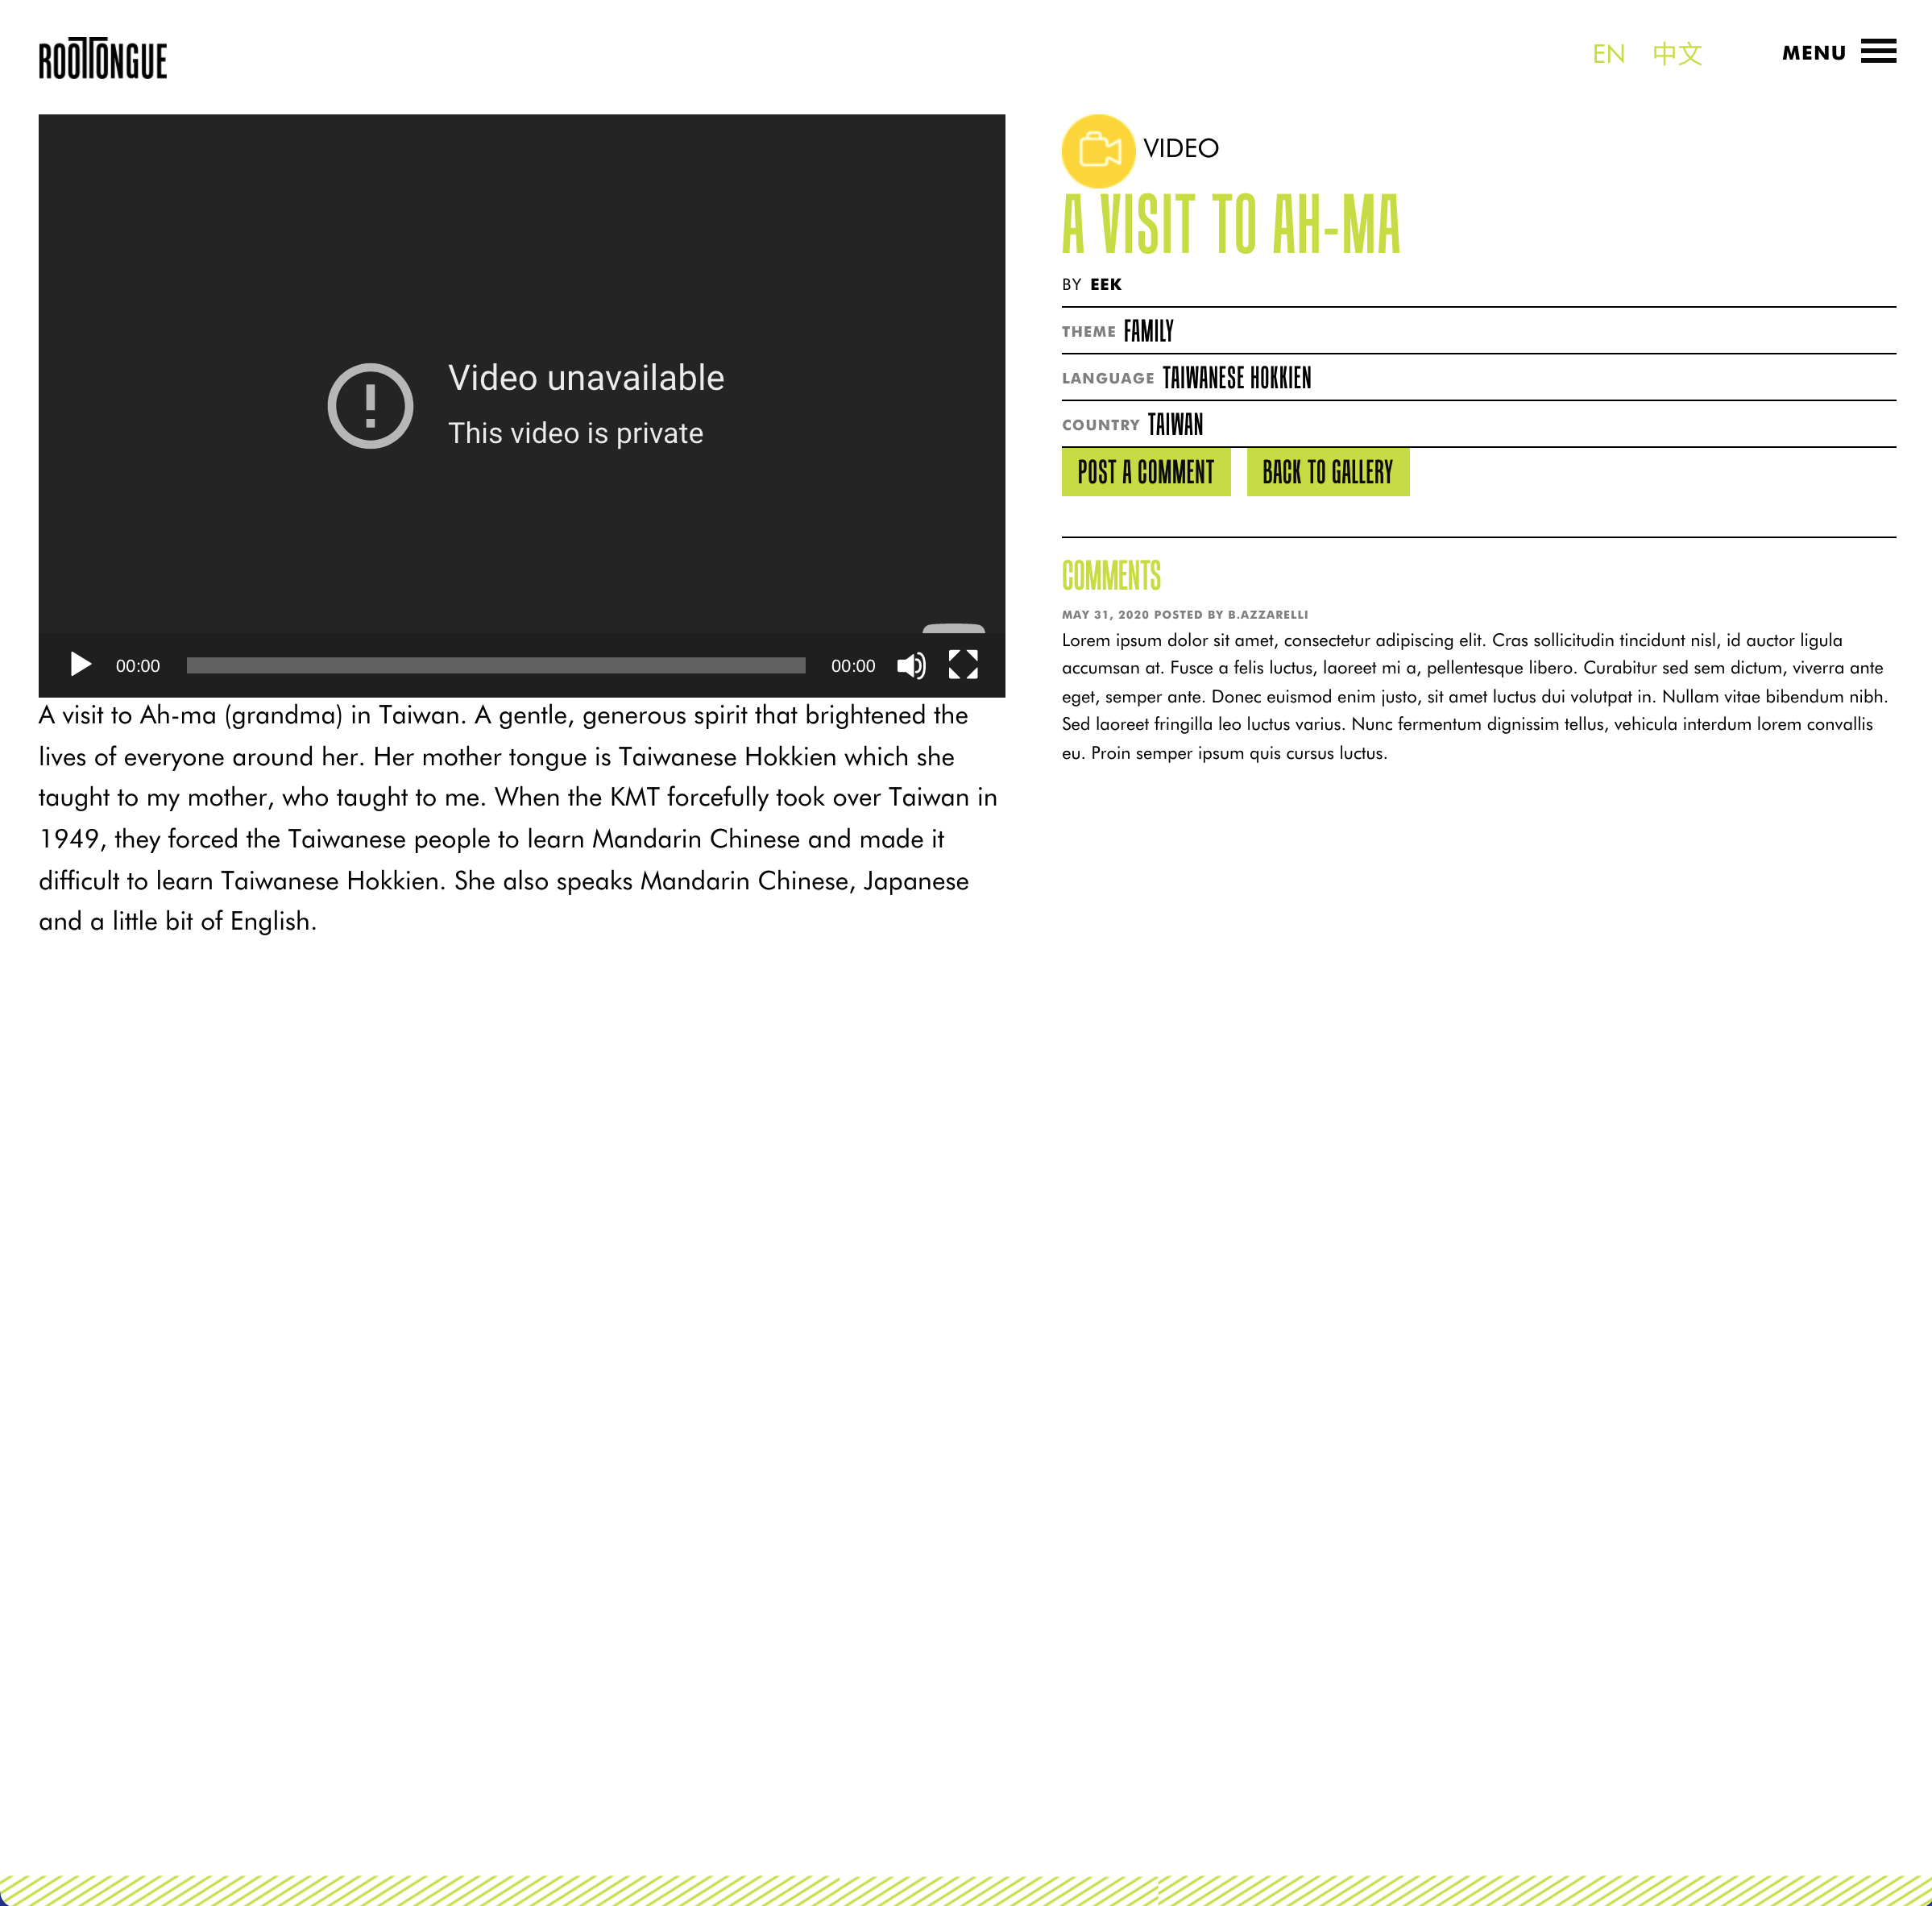 ROOTTONGUE
EN 中文 MENU
Video unavailable
This video is private
00:00 00:00
A visit to Ah-ma (grandma) in Taiwan. A gentle, generous spirit that brightened the
lives of everyone around her. Her mother tongue is Taiwanese Hokkien which she
taught to my mother, who taught to me. When the KMT forcefully took over Taiwan in
1949, they forced the Taiwanese people to learn Mandarin Chinese and made it
difficult to learn Taiwanese Hokkien. She also speaks Mandarin Chinese, Japanese
and a little bit of English.
VIDEO
A VISIT TO AH-MA
BY EEK
THEME FAMILY
LANGUAGE TAIWANESE HOKKIEN
COUNTRY TAIWAN
POST A COMMENT BACK TO GALLERY
COMMENTS
MAY 31, 2020 POSTED BY B.AZZARELLI
Lorem ipsum dolor sit amet, consectetur adipiscing elit. Cras sollicitudin tincidunt nisl, id auctor ligula
accumsan at. Fusce a felis luctus, laoreet mi a, pellentesque libero. Curabitur sed sem dictum, viverra ante
eget, semper ante. Donec euismod enim justo, sit amet luctus dui volutpat in. Nullam vitae bibendum nibh.
Sed laoreet fringilla leo luctus varius. Nunc fermentum dignissim tellus, vehicula interdum lorem convallis
eu. Proin semper ipsum quis cursus luctus.